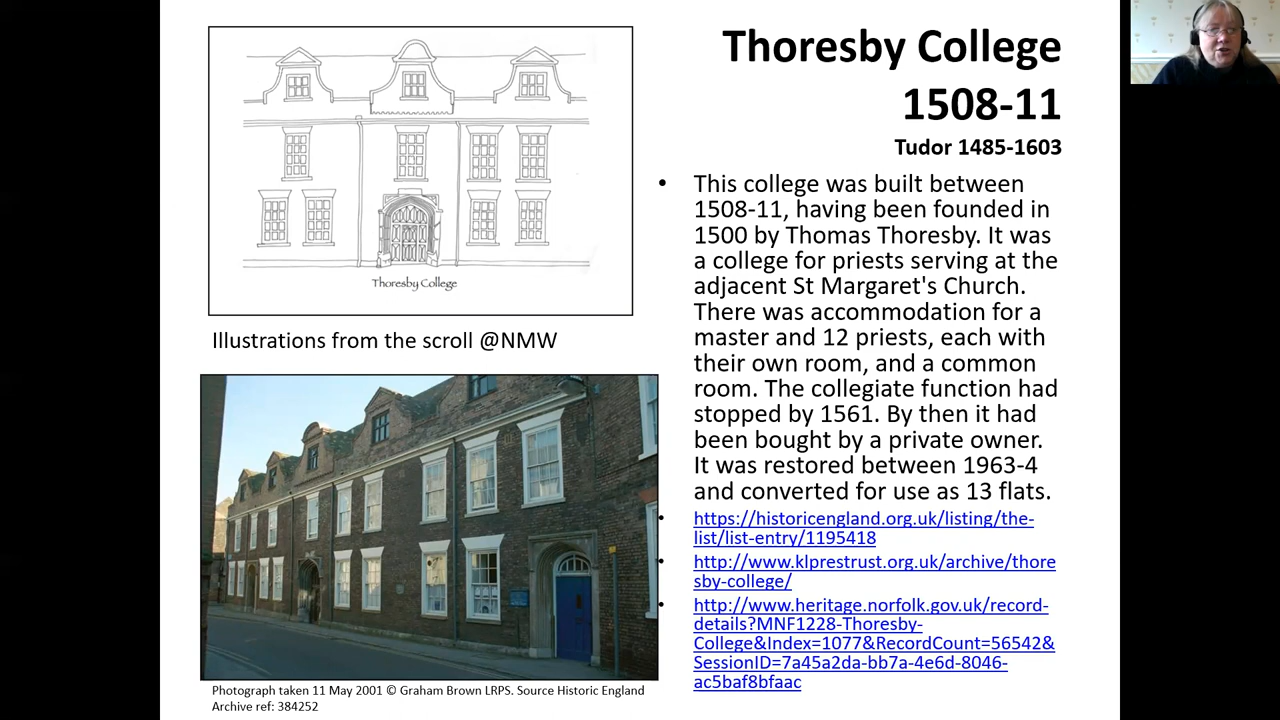 Thoresby College
1508-11
Tudor 1485-1603
Thoresby College
Illustrations from the scroll @NMW
• This college was built between
1508-11, having been founded in
1500 by Thomas Thoresby. It was
a college for priests serving at the
adjacent St Margaret's Church.
There was accommodation for a
master and 12 priests, each with
their own room, and a common
room. The collegiate function had
stopped by 1561. By then it had
been bought by a private owner.
It was restored between 1963-4
and converted for use as 13 flats.
• https://historicengland.org.uk/listing/the-
list/list-entry/1195418
• http://www.klprestrust.org.uk/archive/thore
sby-college/
• http://www.heritage.norfolk.gov.uk/record-
details?MNF1228-Thoresby-
College&Index=1077&RecordCount=56542&
SessionID=7a45a2da-bb7a-4e6d-8046-
ac5baf8bfaac
Photograph taken 11 May 2001 © Graham Brown LRPS. Source Historic England
Archive ref: 384252